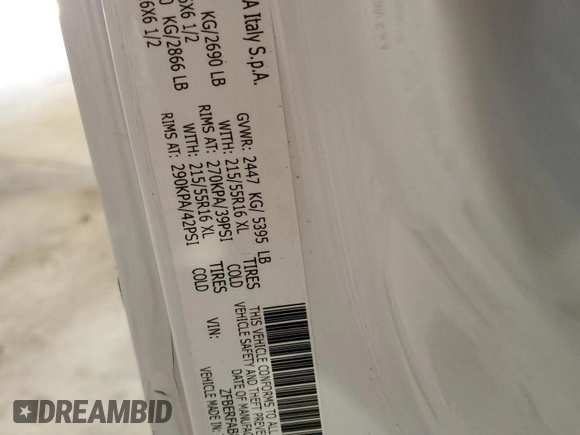 A Italy S.p.A.
GVWR: 2447 KG/ 5395 LB
KG/2690 LB WITH: 215/55R16 XL TIRES
6X6 1/2 RIMS AT: 270KPA/39PSI COLD
KG/2866 LB WITH: 215/55R16 XL TIRES
6X6 1/2 RIMS AT: 290KPA/42PSI COLD
THIS VEHICLE CONFORMS TO ALL
VEHICLE SAFETY AND THEFT PREVE
DATE OF MANUFAC
VIN: ZFBERFAB
VEHICLE MADE IN:
DREAMBID